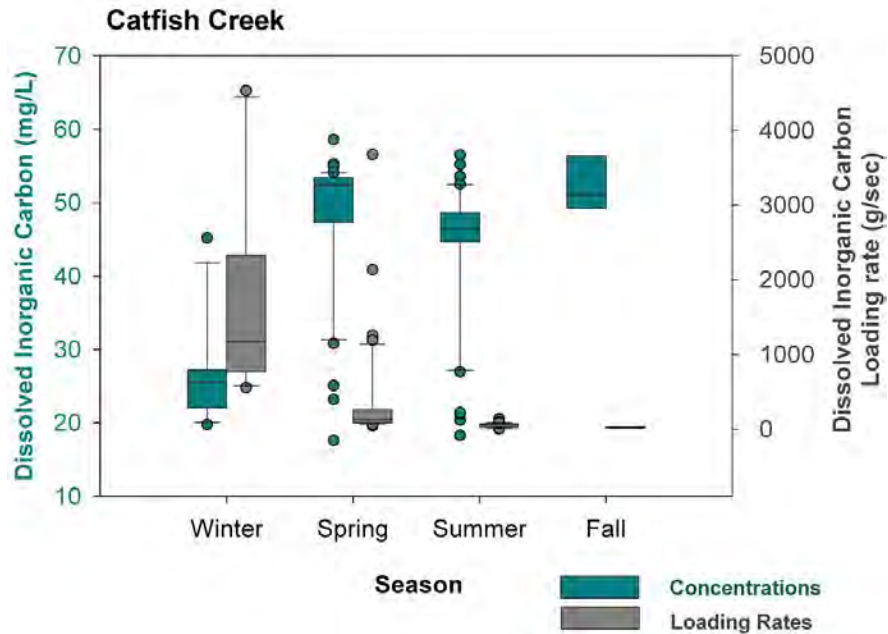 Catfish Creek
Dissolved Inorganic Carbon (mg/L)
70
60
50
40
30
20
10
5000
4000
3000
2000
1000
0
Dissolved Inorganic Carbon
Loading rate (g/sec)
Winter
Spring
Summer
Fall
Season
Concentrations
Loading Rates